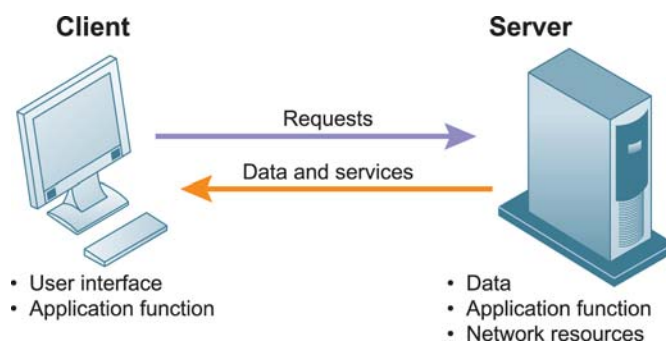 Client
Server
Requests
Data and services
• User interface
• Application function
• Data
• Application function
• Network resources